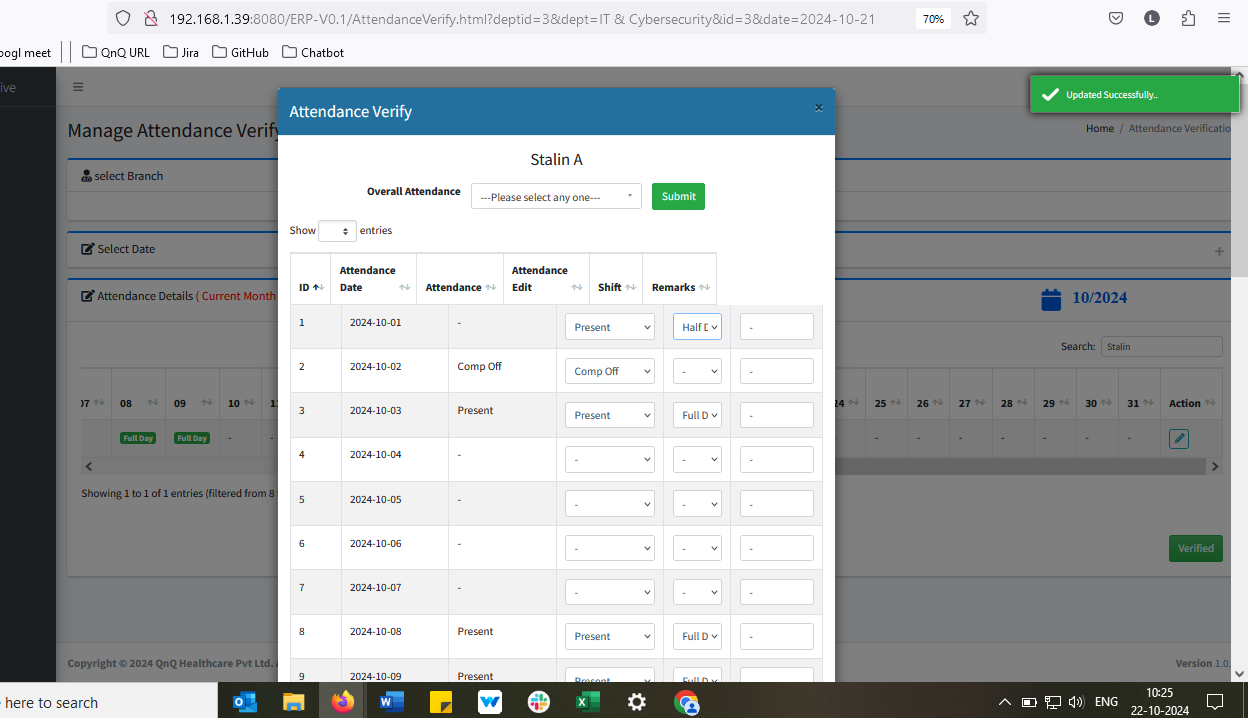 192.168.1.39:8080/ERP-V0.1/AttendanceVerify.html?deptid=3&dept=IT & Cybersecurity&id=3&date=2024-10-21 70% L
oogl meet QnQ URL Jira GitHub Chatbot
ive
Updated Successfully..
Manage Attendance Verify
Home / Attendance Verificatio
select Branch
Select Date
Attendance Details ( Current Month
10/2024
Search: Stalin
07 08 09 10 1
24 25 26 27 28 29 30 31 Action
Full Day Full Day - -
- - - - - - -
Showing 1 to 1 of 1 entries (filtered from 8
Verified
Copyright © 2024 QnQ Healthcare Pvt Ltd.
Version 1.0.
Attendance Verify ×
Stalin A
Overall Attendance ---Please select any one--- Submit
Show entries
ID Attendance Date Attendance Attendance Edit Shift Remarks
1 2024-10-01 - Present Half D -
2 2024-10-02 Comp Off Comp Off - -
3 2024-10-03 Present Present Full D -
4 2024-10-04 - - - -
5 2024-10-05 - - - -
6 2024-10-06 - - - -
7 2024-10-07 - - - -
8 2024-10-08 Present Present Full D -
9 2024-10-09 Present Present Full D
here to search
ENG
10:25
22-10-2024